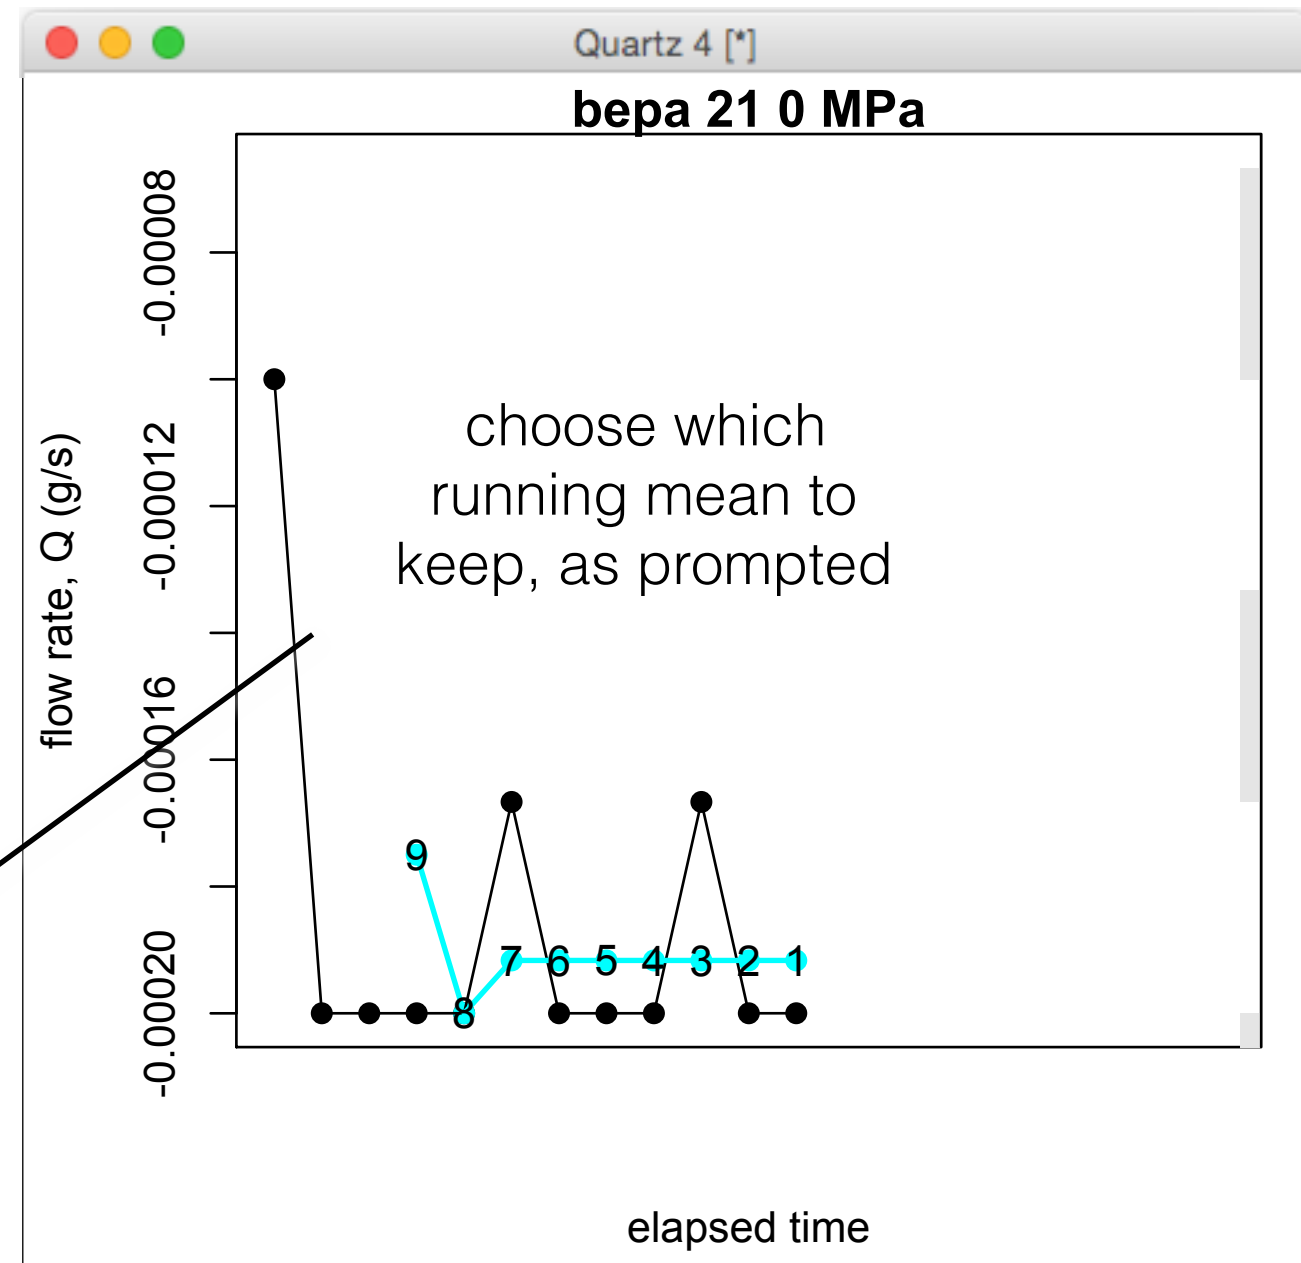 Quartz 4 [*]
bepa 21 0 MPa
-0.00008
-0.00012
-0.00016
-0.00020
flow rate, Q (g/s)
choose which
running mean to
keep, as prompted
9
8
7 6 5 4 3 2 1
elapsed time